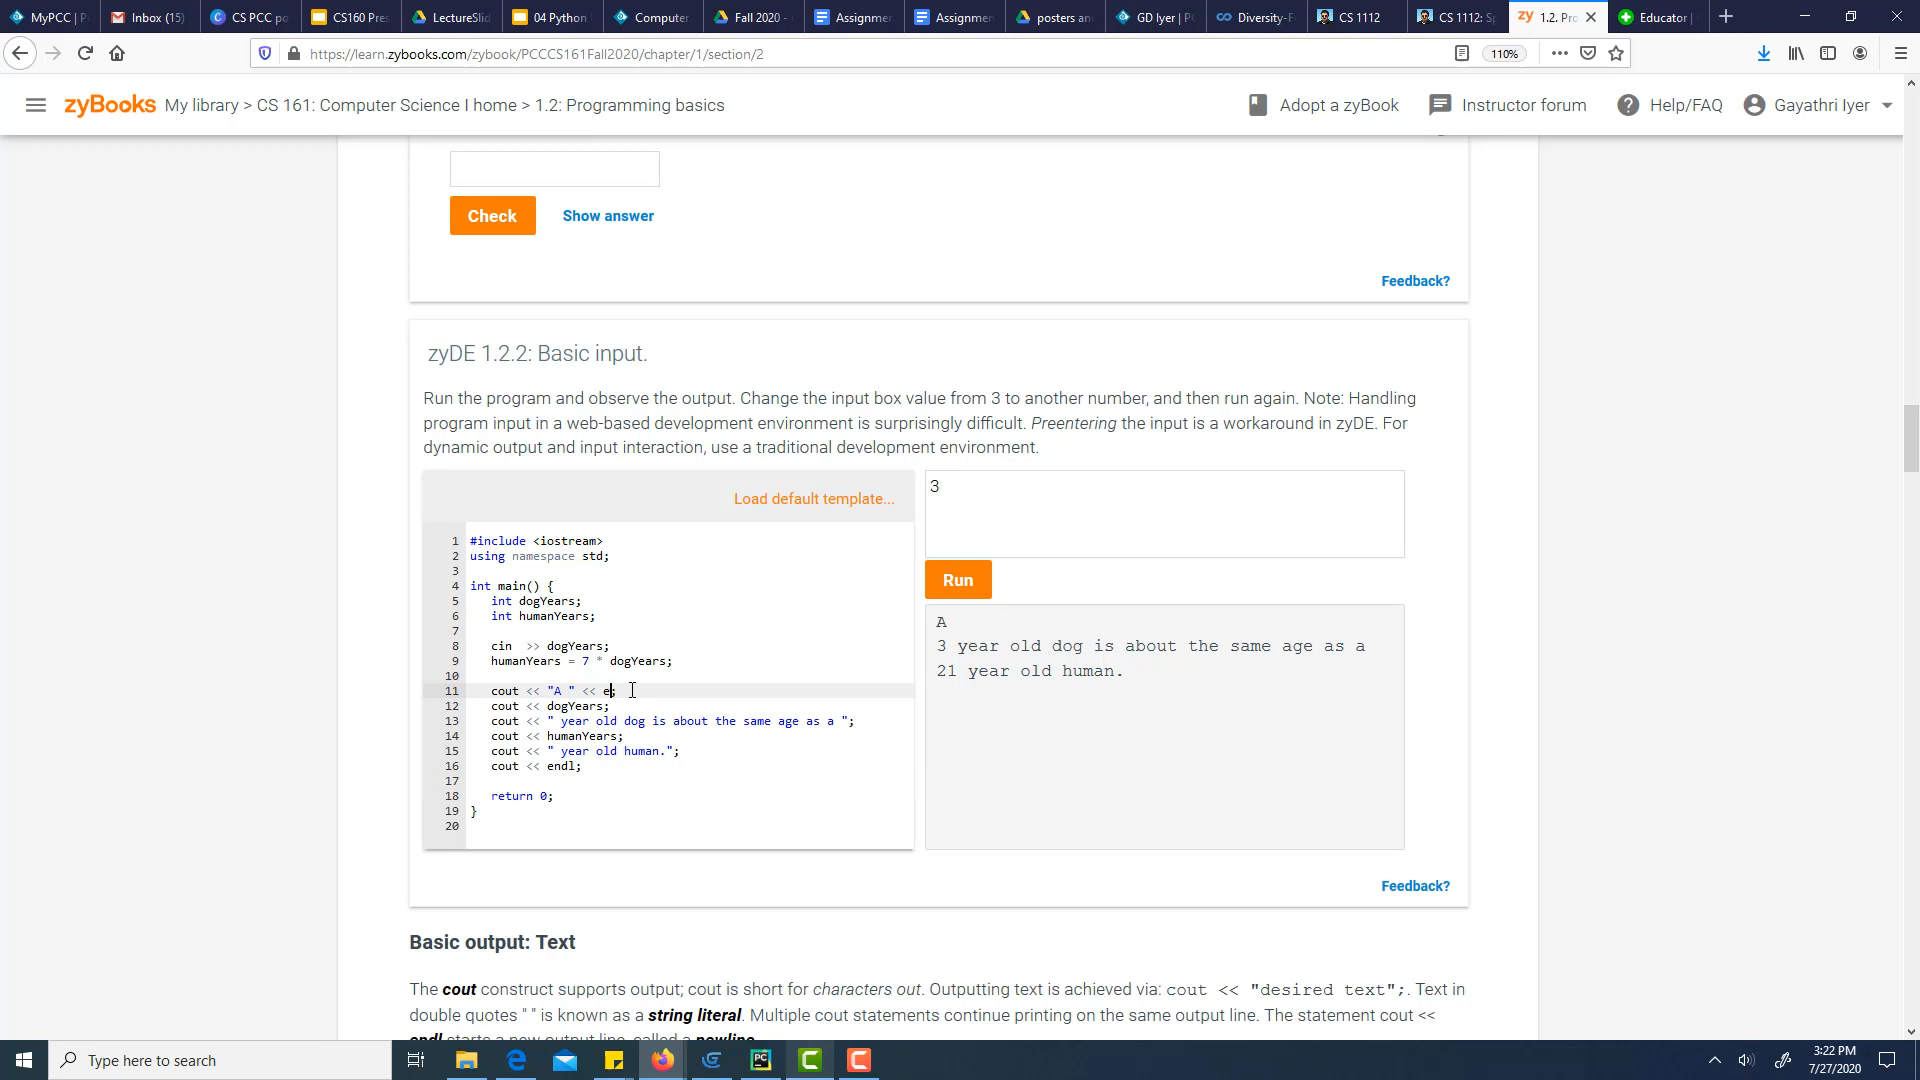 MyPCC | P
Inbox (15)
CS PCC po
CS160 Pre
LectureSli
04 Python
Computer
Fall 2020 -
Assignmen
Assignmen
posters an
GD Iyer | P
Diversity-F
CS 1112
CS 1112: S
1.2. Pro
Educator |
https://learn.zybooks.com/zybook/PCCCS161Fall2020/chapter/1/section/2
110%
zyBooks My library > CS 161: Computer Science I home > 1.2: Programming basics
Adopt a zyBook
Instructor forum
Help/FAQ
Gayathri Iyer
Check
Show answer
Feedback?
zyDE 1.2.2: Basic input.
Run the program and observe the output. Change the input box value from 3 to another number, and then run again. Note: Handling
program input in a web-based development environment is surprisingly difficult. Preentering the input is a workaround in zyDE. For
dynamic output and input interaction, use a traditional development environment.
Load default template...
1 #include <iostream>
2 using namespace std;
3
4 int main() {
5 int dogYears;
6 int humanYears;
7
8 cin >> dogYears;
9 humanYears = 7 * dogYears;
10
11 cout << "A " << e;
12 cout << dogYears;
13 cout << " year old dog is about the same age as a ";
14 cout << humanYears;
15 cout << " year old human.";
16 cout << endl;
17
18 return 0;
19 }
20
3
Run
A
3 year old dog is about the same age as a
21 year old human.
Feedback?
Basic output: Text
The cout construct supports output; cout is short for characters out. Outputting text is achieved via: cout << "desired text";. Text in
double quotes " " is known as a string literal. Multiple cout statements continue printing on the same output line. The statement cout <<
endl starts a new output line, called a newline.
Type here to search
3:22 PM
7/27/2020